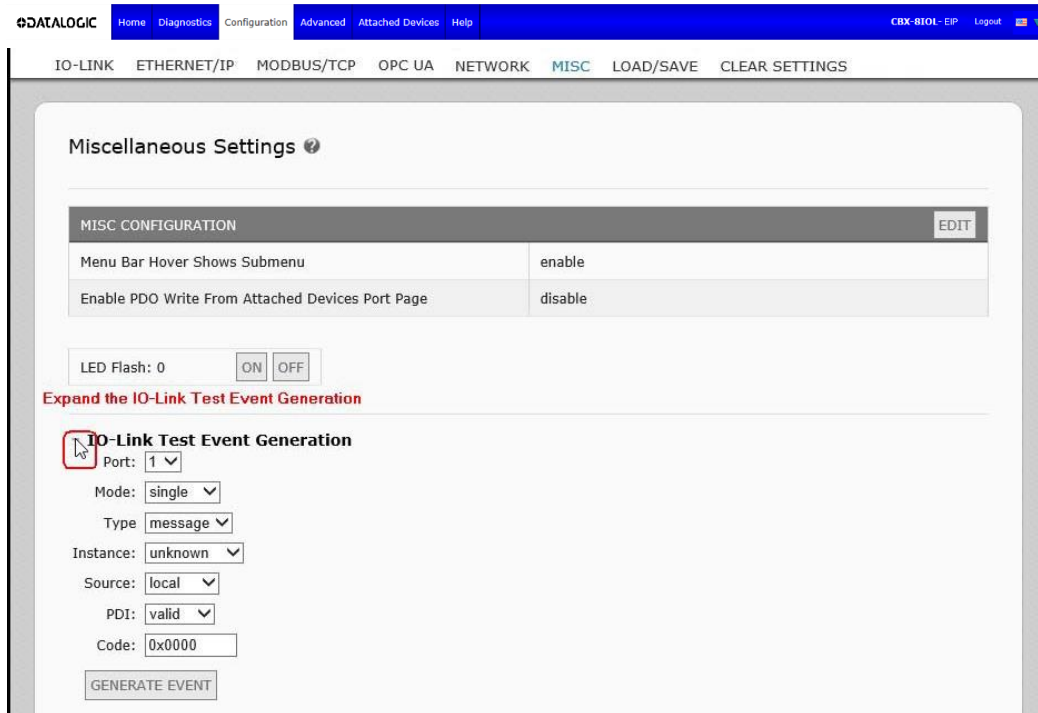 DATALOGIC Home Diagnostics Configuration Advanced Attached Devices Help CBX-8IOL- EIP Logout
IO-LINK ETHERNET/IP MODBUS/TCP OPC UA NETWORK MISC LOAD/SAVE CLEAR SETTINGS
Miscellaneous Settings ?
MISC CONFIGURATION EDIT
Menu Bar Hover Shows Submenu enable
Enable PDO Write From Attached Devices Port Page disable
LED Flash: 0 ON OFF
Expand the IO-Link Test Event Generation
IO-Link Test Event Generation
Port: 1
Mode: single
Type message
Instance: unknown
Source: local
PDI: valid
Code: 0x0000
GENERATE EVENT